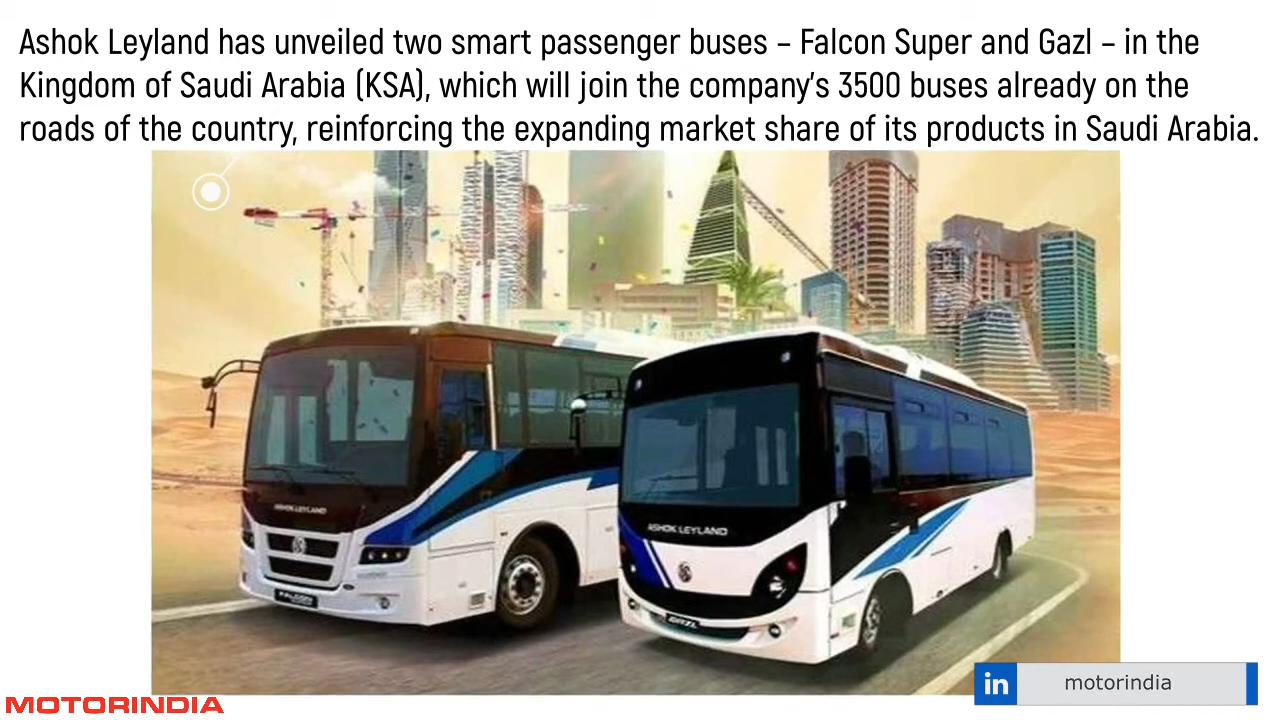 Ashok Leyland has unveiled two smart passenger buses – Falcon Super and Gazl – in the
Kingdom of Saudi Arabia (KSA), which will join the company's 3500 buses already on the
roads of the country, reinforcing the expanding market share of its products in Saudi Arabia.
ASHOK LEYLAND
ASHOK LEYLAND
FALCON
GAZL
in motorindia
MOTORINDIA